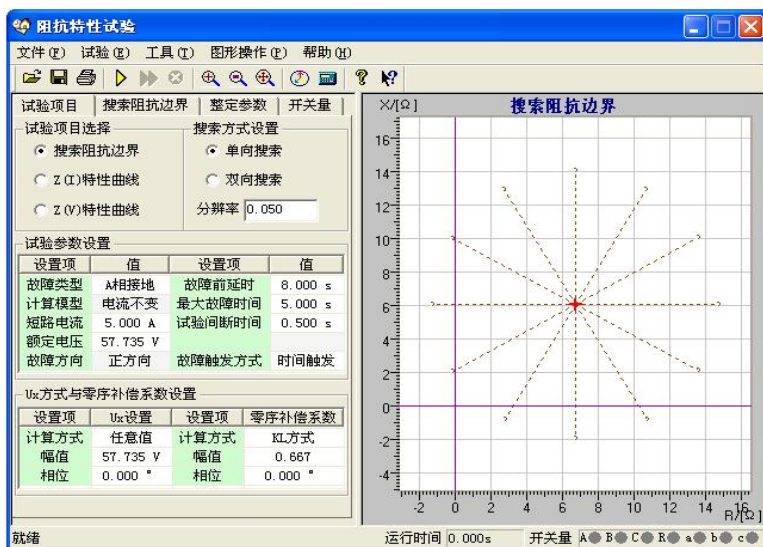 阻抗特性试验
文件(F) 试验(E) 工具(T) 图形操作(P) 帮助(H)
试验项目 搜索阻抗边界 整定参数 开关量
试验项目选择
搜索阻抗边界
Z(I)特性曲线
Z(V)特性曲线
搜索方式设置
单向搜索
双向搜索
分辨率 0.050
试验参数设置
设置项 值 设置项 值
故障类型 A相接地 故障前延时 8.000 s
计算模型 电流不变 最大故障时间 5.000 s
短路电流 5.000 A 试验间断时间 0.500 s
额定电压 57.735 V
故障方向 正方向 故障触发方式 时间触发
Ux方式与零序补偿系数设置
设置项 Ux设置 设置项 零序补偿系数
计算方式 任意值 计算方式 KL方式
幅值 57.735 V 幅值 0.667
相位 0.000 ° 相位 0.000 °
X/[Ω] 搜索阻抗边界
16
14
12
10
8
6
4
2
0
-2
-4
-2 0 2 4 6 8 10 12 14 16
R/[Ω]
就绪 运行时间 0.000s 开关量 A B C R a b c